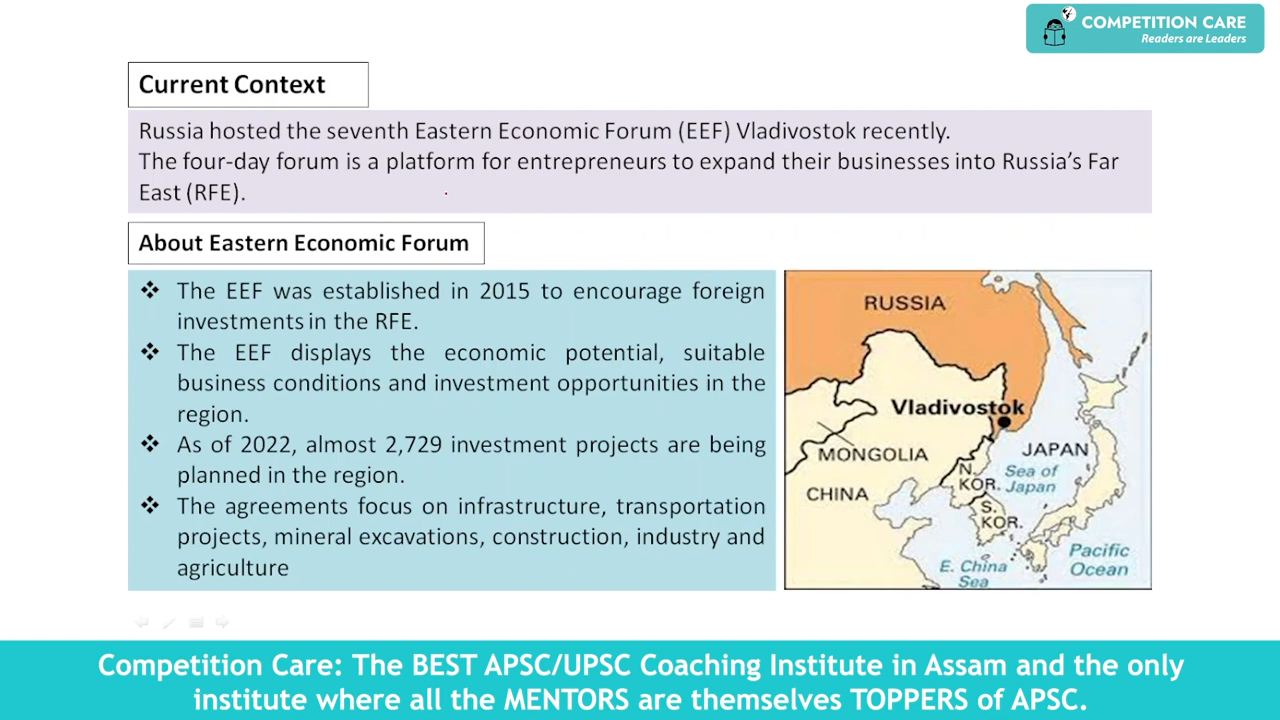 COMPETITION CARE
Readers are Leaders
Current Context
Russia hosted the seventh Eastern Economic Forum (EEF) Vladivostok recently.
The four-day forum is a platform for entrepreneurs to expand their businesses into Russia’s Far
East (RFE).
About Eastern Economic Forum
❖ The EEF was established in 2015 to encourage foreign
investments in the RFE.
❖ The EEF displays the economic potential, suitable
business conditions and investment opportunities in the
region.
❖ As of 2022, almost 2,729 investment projects are being
planned in the region.
❖ The agreements focus on infrastructure, transportation
projects, mineral excavations, construction, industry and
agriculture
RUSSIA
Vladivostok
MONGOLIA
JAPAN
CHINA
N.
KOR.
Sea of
Japan
S.
KOR.
E. China
Sea
Pacific
Ocean
Competition Care: The BEST APSC/UPSC Coaching Institute in Assam and the only
institute where all the MENTORS are themselves TOPPERS of APSC.